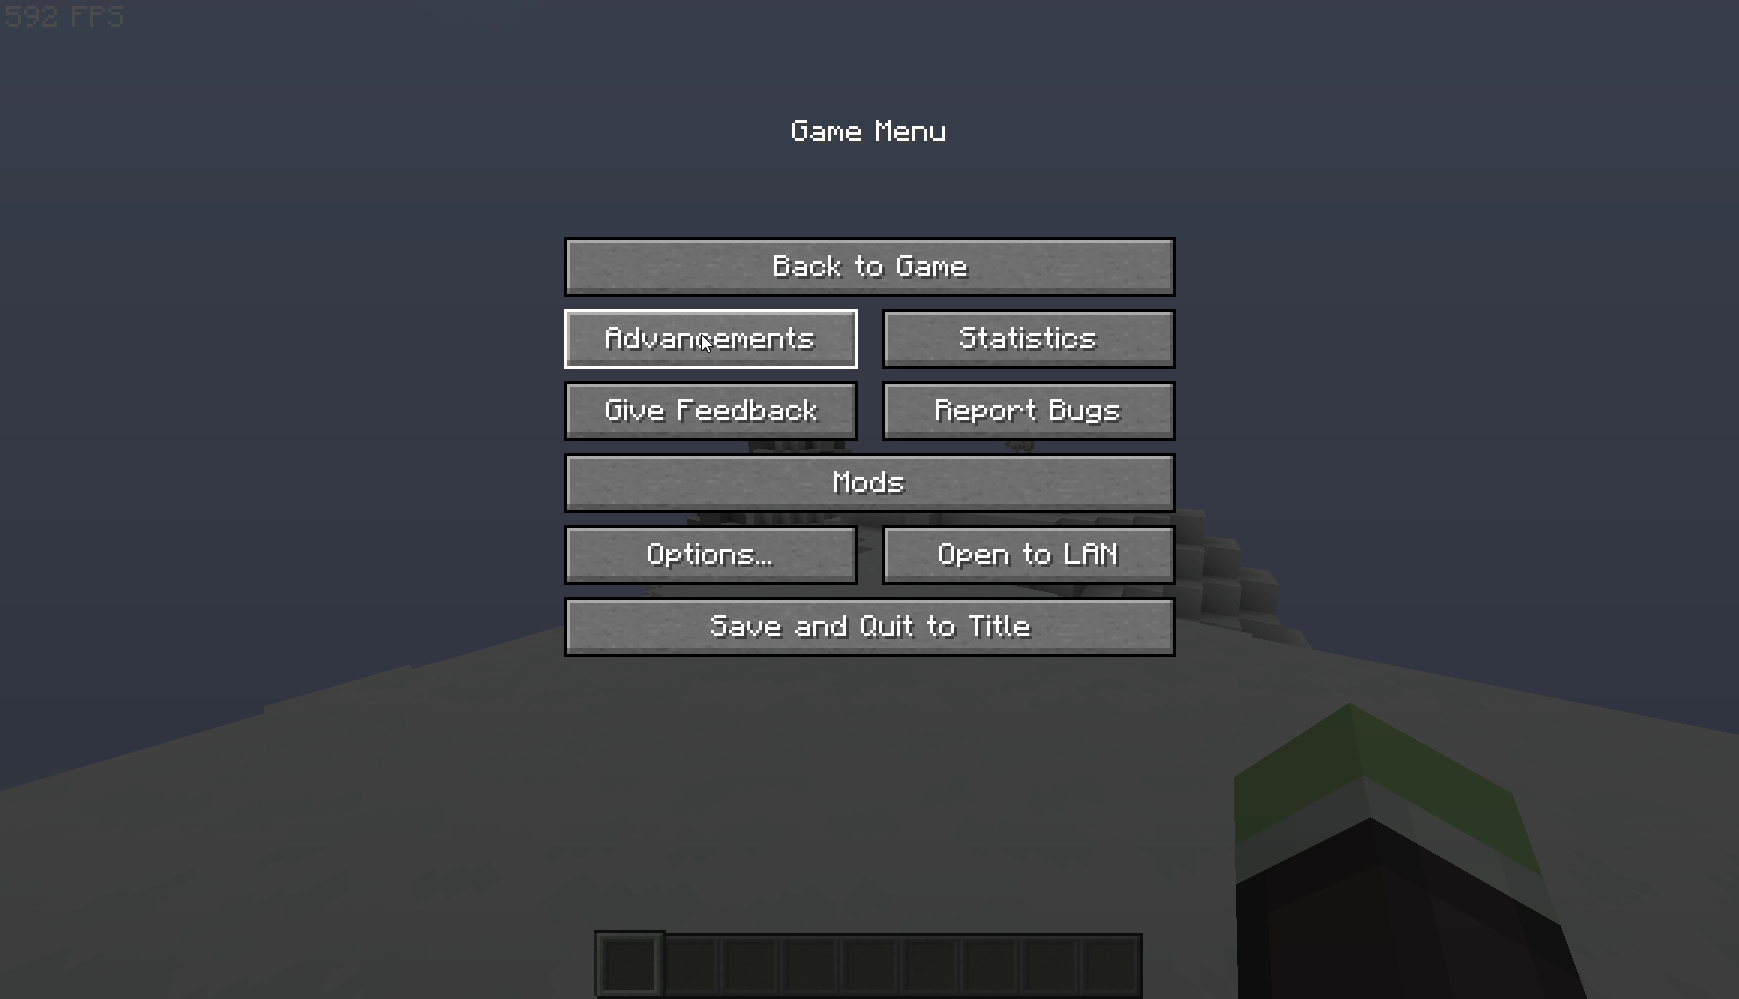 592 FPS
Game Menu
Back to Game
Advancements
Statistics
Give Feedback
Report Bugs
Mods
Options...
Open to LAN
Save and Quit to Title